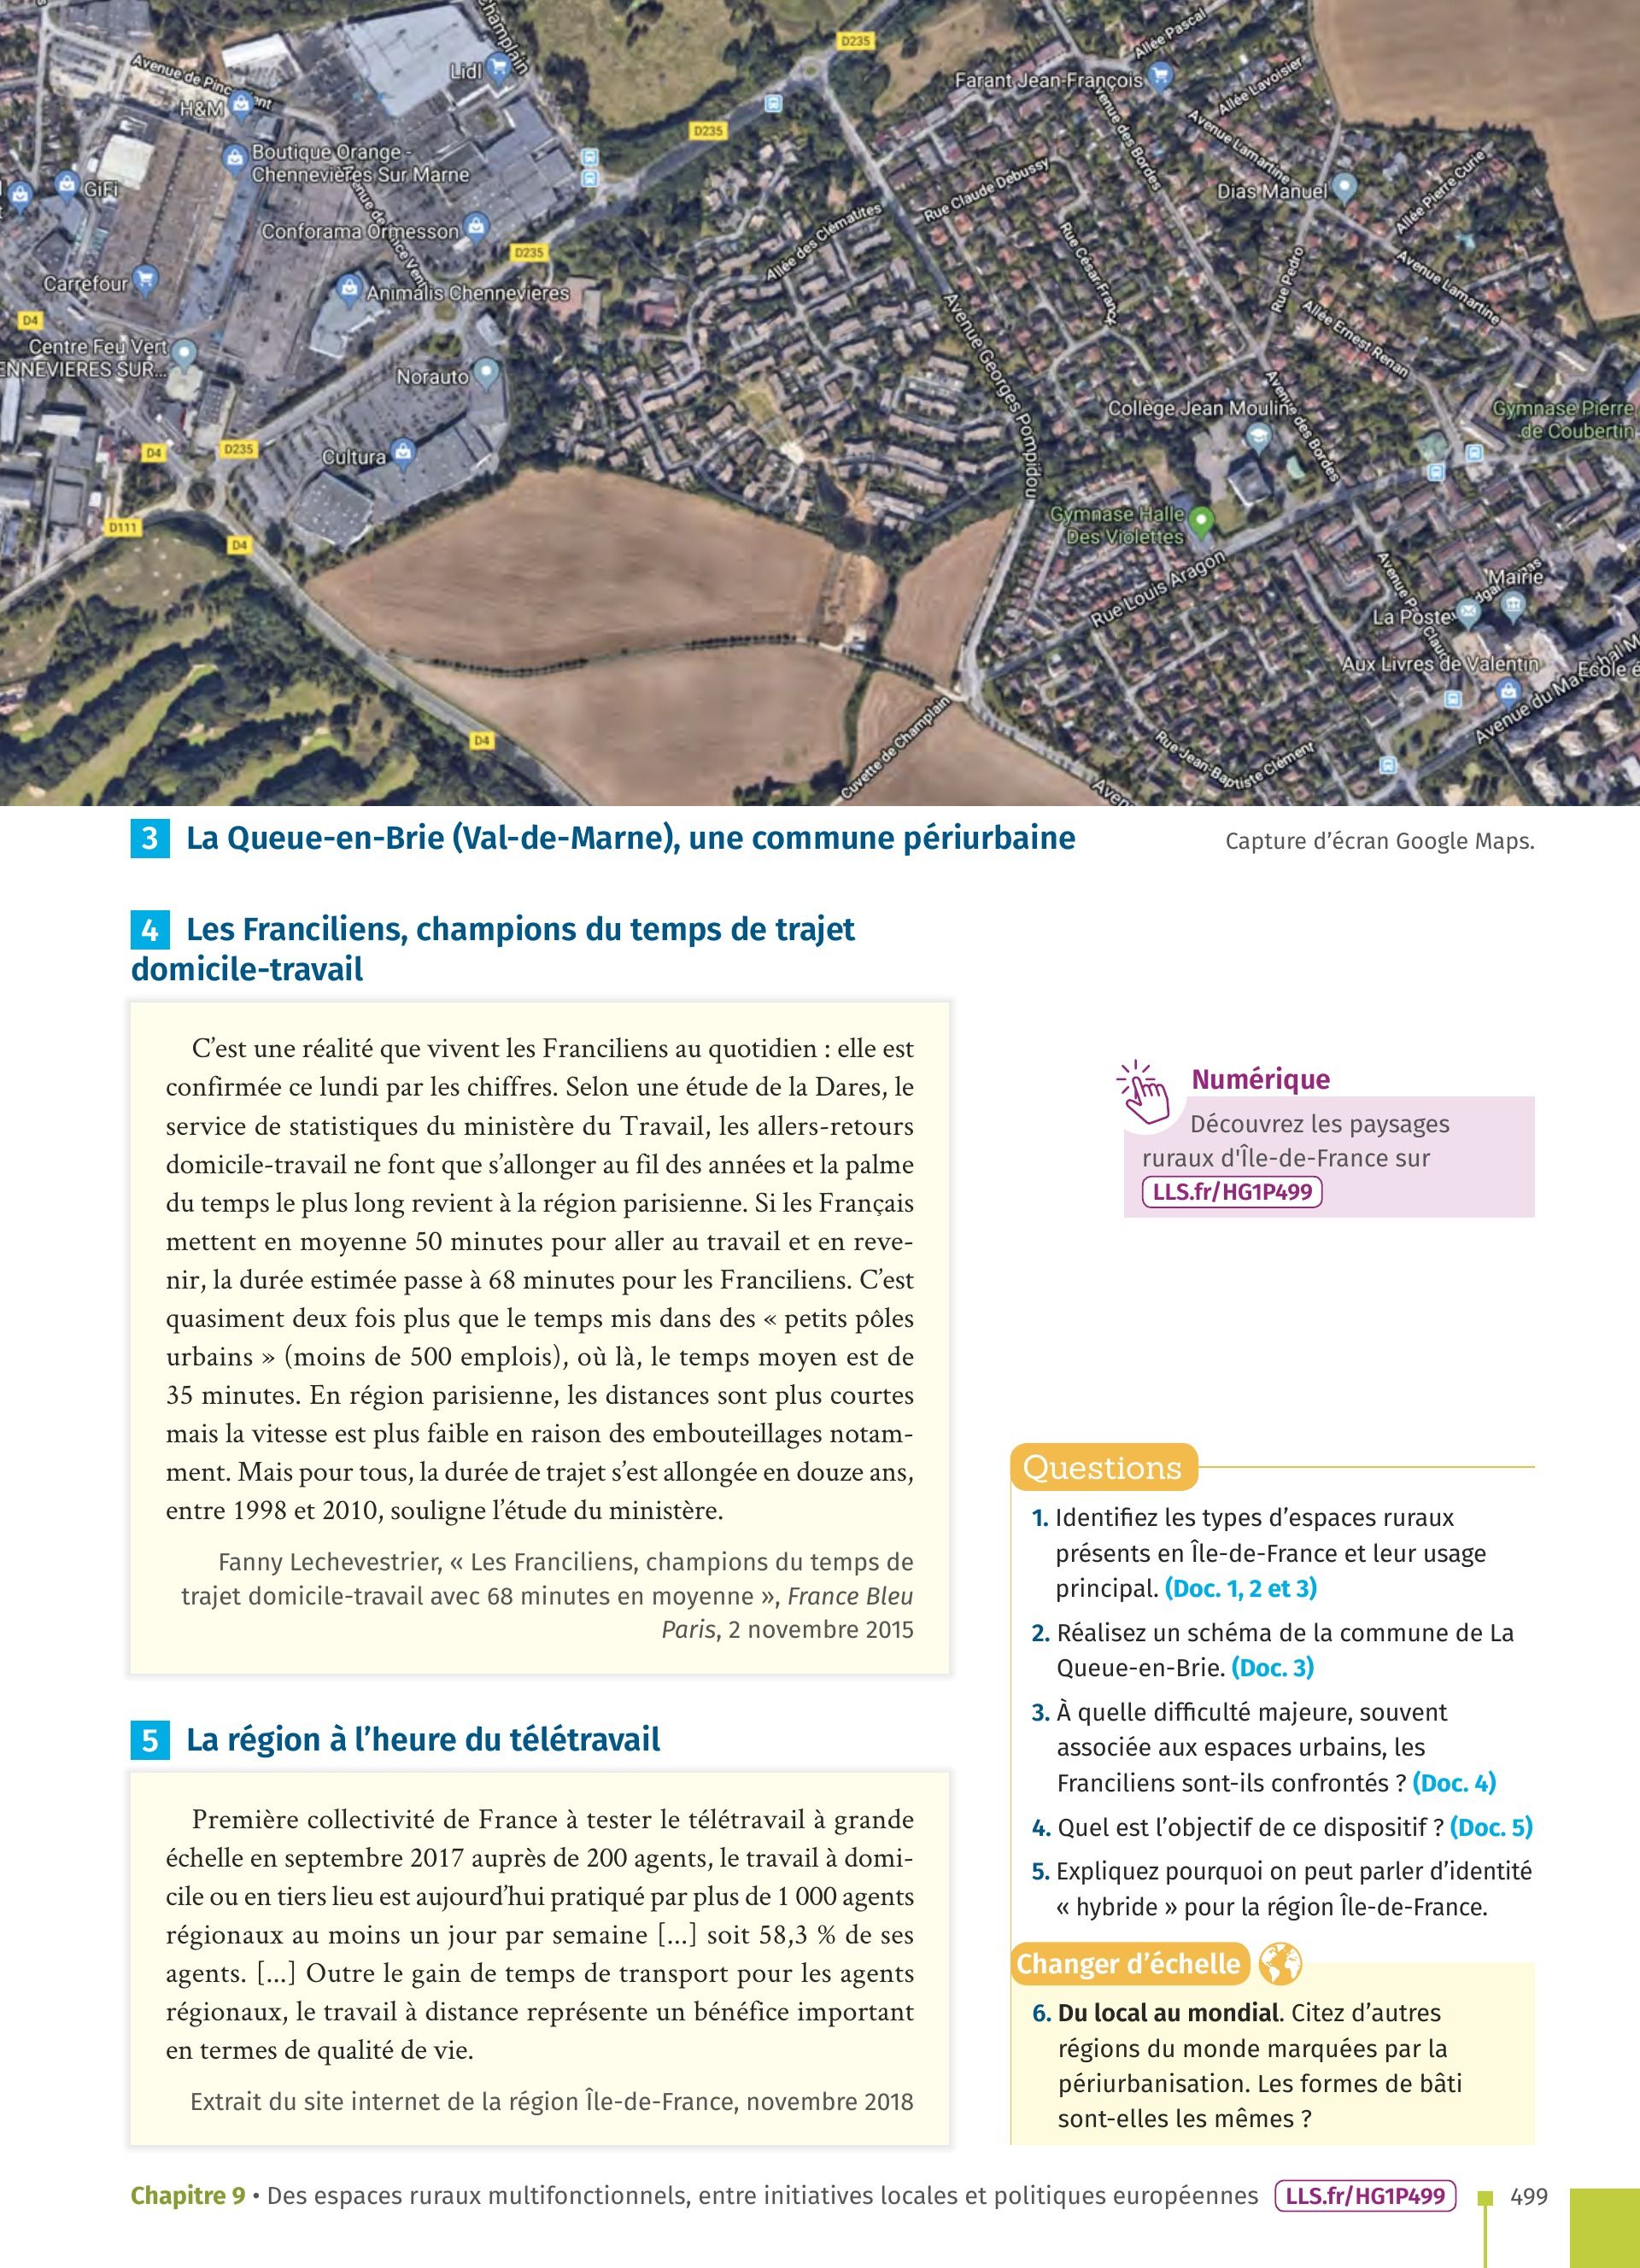 Champlain
Avenue de Pincevent
Lidl
H&M
Boutique Orange -
Chennevières Sur Marne
GiFi
Conforama Ormesson
Carrefour
Animalis Chennevieres
D4
Centre Feu Vert
ENNEVIERES SUR...
Norauto
D4
D235
Cultura
D111
D4
D4
D235
D235
D235
Farant Jean-François
Allée Pascal
Allée Lavoisier
Avenue Lamartine
Avenue des Bordes
Rue Claude Debussy
Dias Manuel
Allée Pierre Curie
Allée des Clématites
Rue César Franck
Rue Pedro
Avenue Lamartine
Allée Ernest Renan
Avenue Georges Pompidou
Collège Jean Moulin
Avenue des Bordes
Gymnase Pierre
de Coubertin
Gymnase Halle
Des Violettes
Rue Louis Aragon
Mairie
La Poste
Aux Livres de Valentin
École é
Avenue du Maréchal M
Cuvette de Champlain
Rue Jean-Baptiste Clément
Aven
3 La Queue-en-Brie (Val-de-Marne), une commune périurbaine
Capture d’écran Google Maps.
4 Les Franciliens, champions du temps de trajet
domicile-travail
C’est une réalité que vivent les Franciliens au quotidien : elle est
confirmée ce lundi par les chiffres. Selon une étude de la Dares, le
service de statistiques du ministère du Travail, les allers-retours
domicile-travail ne font que s’allonger au fil des années et la palme
du temps le plus long revient à la région parisienne. Si les Français
mettent en moyenne 50 minutes pour aller au travail et en reve-
nir, la durée estimée passe à 68 minutes pour les Franciliens. C’est
quasiment deux fois plus que le temps mis dans des « petits pôles
urbains » (moins de 500 emplois), où là, le temps moyen est de
35 minutes. En région parisienne, les distances sont plus courtes
mais la vitesse est plus faible en raison des embouteillages notam-
ment. Mais pour tous, la durée de trajet s’est allongée en douze ans,
entre 1998 et 2010, souligne l’étude du ministère.
Fanny Lechevestrier, « Les Franciliens, champions du temps de
trajet domicile-travail avec 68 minutes en moyenne », France Bleu
Paris, 2 novembre 2015
5 La région à l’heure du télétravail
Première collectivité de France à tester le télétravail à grande
échelle en septembre 2017 auprès de 200 agents, le travail à domi-
cile ou en tiers lieu est aujourd’hui pratiqué par plus de 1 000 agents
régionaux au moins un jour par semaine [...] soit 58,3 % de ses
agents. [...] Outre le gain de temps de transport pour les agents
régionaux, le travail à distance représente un bénéfice important
en termes de qualité de vie.
Extrait du site internet de la région Île-de-France, novembre 2018
Numérique
Découvrez les paysages
ruraux d'Île-de-France sur
LLS.fr/HG1P499
Questions
1. Identifiez les types d’espaces ruraux
présents en Île-de-France et leur usage
principal. (Doc. 1, 2 et 3)
2. Réalisez un schéma de la commune de La
Queue-en-Brie. (Doc. 3)
3. À quelle difficulté majeure, souvent
associée aux espaces urbains, les
Franciliens sont-ils confrontés ? (Doc. 4)
4. Quel est l’objectif de ce dispositif ? (Doc. 5)
5. Expliquez pourquoi on peut parler d’identité
« hybride » pour la région Île-de-France.
Changer d’échelle
6. Du local au mondial. Citez d’autres
régions du monde marquées par la
périurbanisation. Les formes de bâti
sont-elles les mêmes ?
Chapitre 9 • Des espaces ruraux multifonctionnels, entre initiatives locales et politiques européennes LLS.fr/HG1P499 499